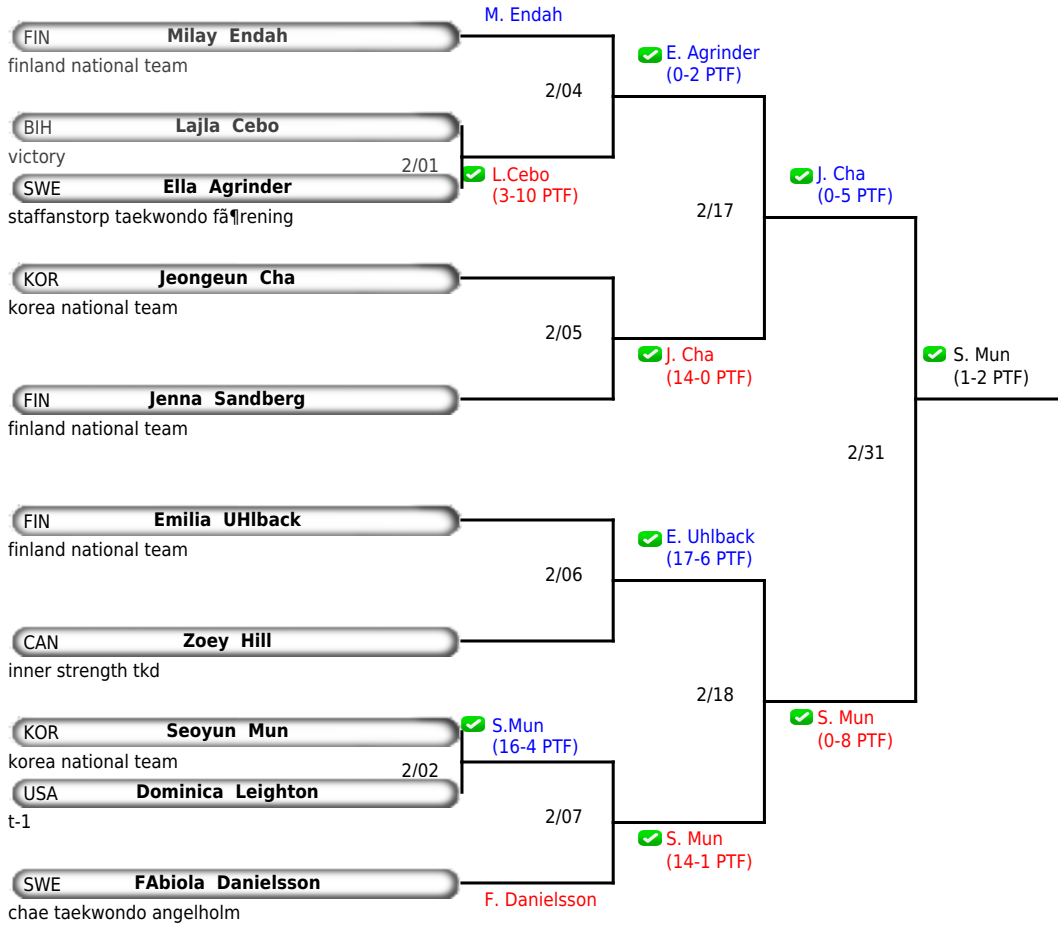 M. Endah
FIN Milay Endah
finland national team
E. Agrinder
(0-2 PTF)
2/04
BIH Lajla Cebo
victory
2/01
L.Cebo
(3-10 PTF)
SWE Ella Agrinder
staffanstorp taekwondo fã¶rening
J. Cha
(0-5 PTF)
2/17
KOR Jeongeun Cha
korea national team
2/05
J. Cha
(14-0 PTF)
FIN Jenna Sandberg
finland national team
S. Mun
(1-2 PTF)
2/31
FIN Emilia UHlback
finland national team
E. Uhlback
(17-6 PTF)
2/06
CAN Zoey Hill
inner strength tkd
2/18
S. Mun
(0-8 PTF)
KOR Seoyun Mun
korea national team
S.Mun
(16-4 PTF)
2/02
USA Dominica Leighton
t-1
2/07
S. Mun
(14-1 PTF)
SWE FAbiola Danielsson
chae taekwondo angelholm
F. Danielsson